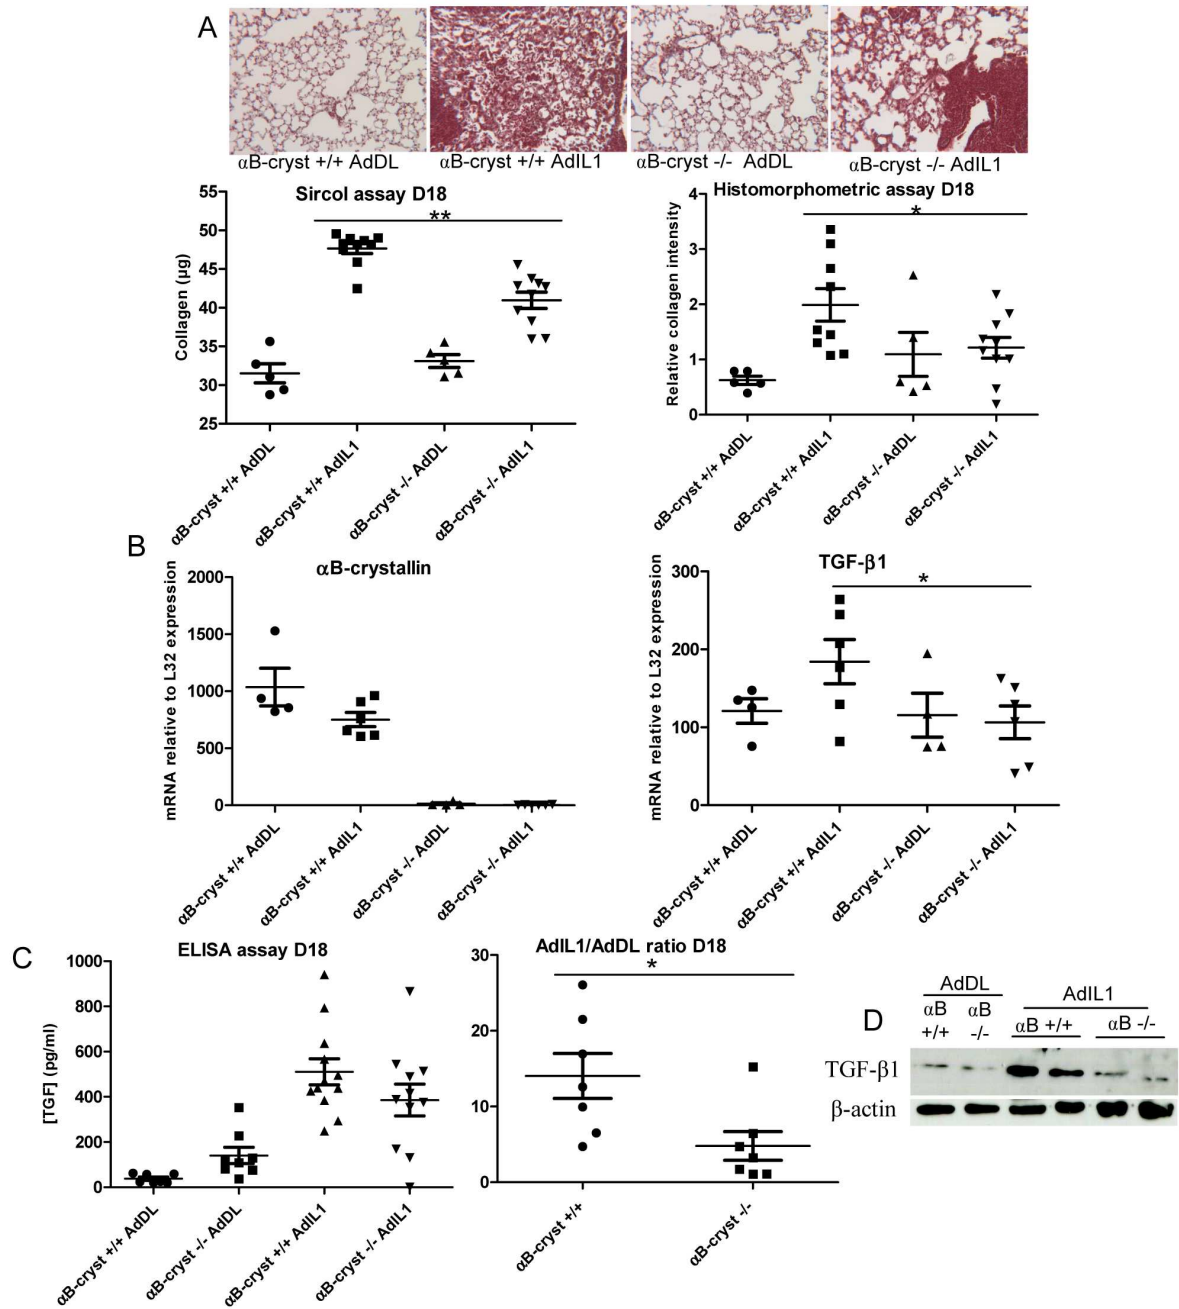 A
αB-cryst +/+ AdDL
αB-cryst +/+ AdIL1
αB-cryst -/- AdDL
αB-cryst -/- AdIL1
Sircol assay D18
**
Collagen (µg)
55
50
45
40
35
30
25
αB-cryst +/+ AdDL
αB-cryst +/+ AdIL1
αB-cryst -/- AdDL
αB-cryst -/- AdIL1
Histomorphometric assay D18
*
Relative collagen intensity
4
3
2
1
0
αB-cryst +/+ AdDL
αB-cryst +/+ AdIL1
αB-cryst -/- AdDL
αB-cryst -/- AdIL1
B
αB-crystallin
mRNA relative to L32 expression
2000
1500
1000
500
0
αB-cryst +/+ AdDL
αB-cryst +/+ AdIL1
αB-cryst -/- AdDL
αB-cryst -/- AdIL1
TGF-β1
*
mRNA relative to L32 expression
300
200
100
0
αB-cryst +/+ AdDL
αB-cryst +/+ AdIL1
αB-cryst -/- AdDL
αB-cryst -/- AdIL1
C
ELISA assay D18
[TGF] (pg/ml)
1000
800
600
400
200
0
αB-cryst +/+ AdDL
αB-cryst -/- AdDL
αB-cryst +/+ AdIL1
αB-cryst -/- AdIL1
AdIL1/AdDL ratio D18
*
30
20
10
0
αB-cryst +/+
αB-cryst -/-
D
AdDL
AdIL1
αB
+/+
αB
-/-
αB +/+
αB -/-
TGF-β1
β-actin